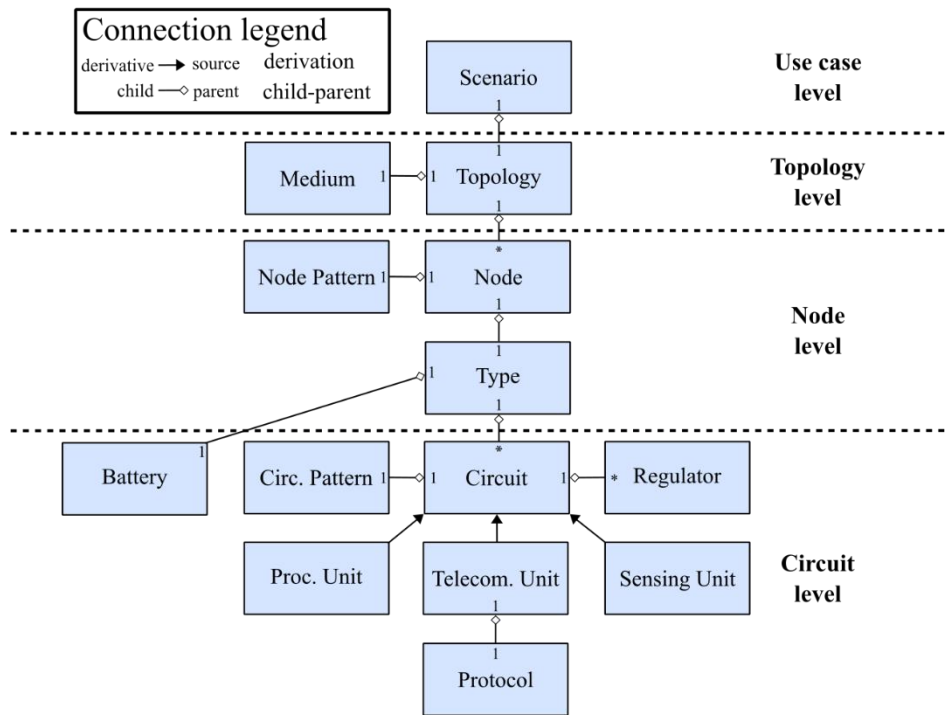 Connection legend
derivative source derivation
child parent child-parent
Scenario
1
Use case
level
1
Medium 1 1 Topology
1
Topology
level
*
Node Pattern 1 1 Node
1
Node
level
1
1 Type
1
1
Battery
*
Circ. Pattern 1 1 Circuit 1 * Regulator
Proc. Unit
Telecom. Unit
1
Sensing Unit
Circuit
level
1
Protocol